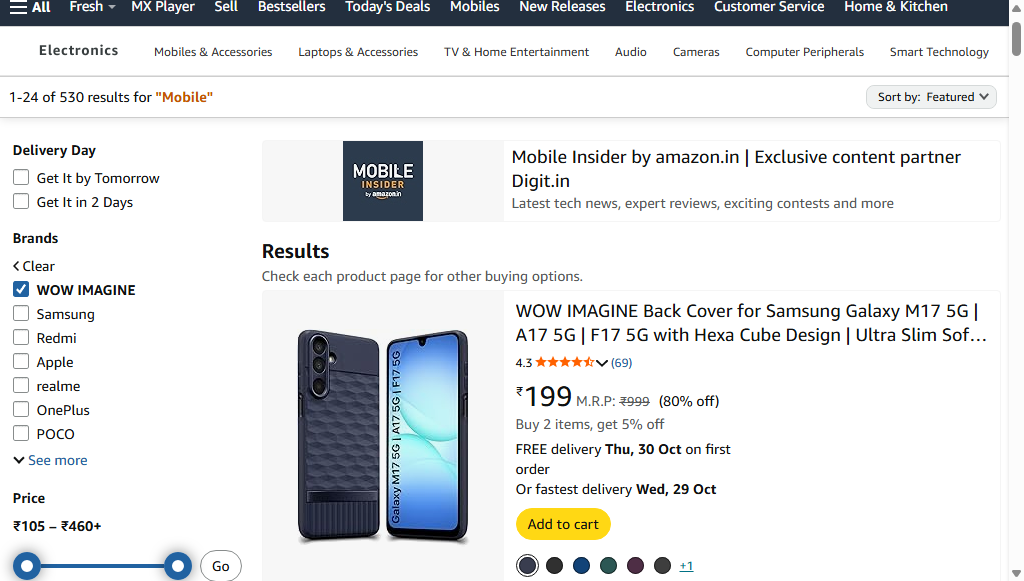 All
Fresh
MX Player
Sell
Bestsellers
Today's Deals
Mobiles
New Releases
Electronics
Customer Service
Home & Kitchen
Electronics
Mobiles & Accessories
Laptops & Accessories
TV & Home Entertainment
Audio
Cameras
Computer Peripherals
Smart Technology
1-24 of 530 results for "Mobile"
Sort by: Featured
Delivery Day
Get It by Tomorrow
Get It in 2 Days
Brands
Clear
WOW IMAGINE
Samsung
Redmi
Apple
realme
OnePlus
POCO
See more
Price
₹105 – ₹460+
Go
MOBILE
INSIDER
by amazon.in
Mobile Insider by amazon.in | Exclusive content partner
Digit.in
Latest tech news, expert reviews, exciting contests and more
Results
Check each product page for other buying options.
Galaxy M17 5G | A17 5G | F17 5G
WOW IMAGINE Back Cover for Samsung Galaxy M17 5G |
A17 5G | F17 5G with Hexa Cube Design | Ultra Slim Sof...
4.3 (69)
₹199 M.R.P: ₹999 (80% off)
Buy 2 items, get 5% off
FREE delivery Thu, 30 Oct on first
order
Or fastest delivery Wed, 29 Oct
Add to cart
+1